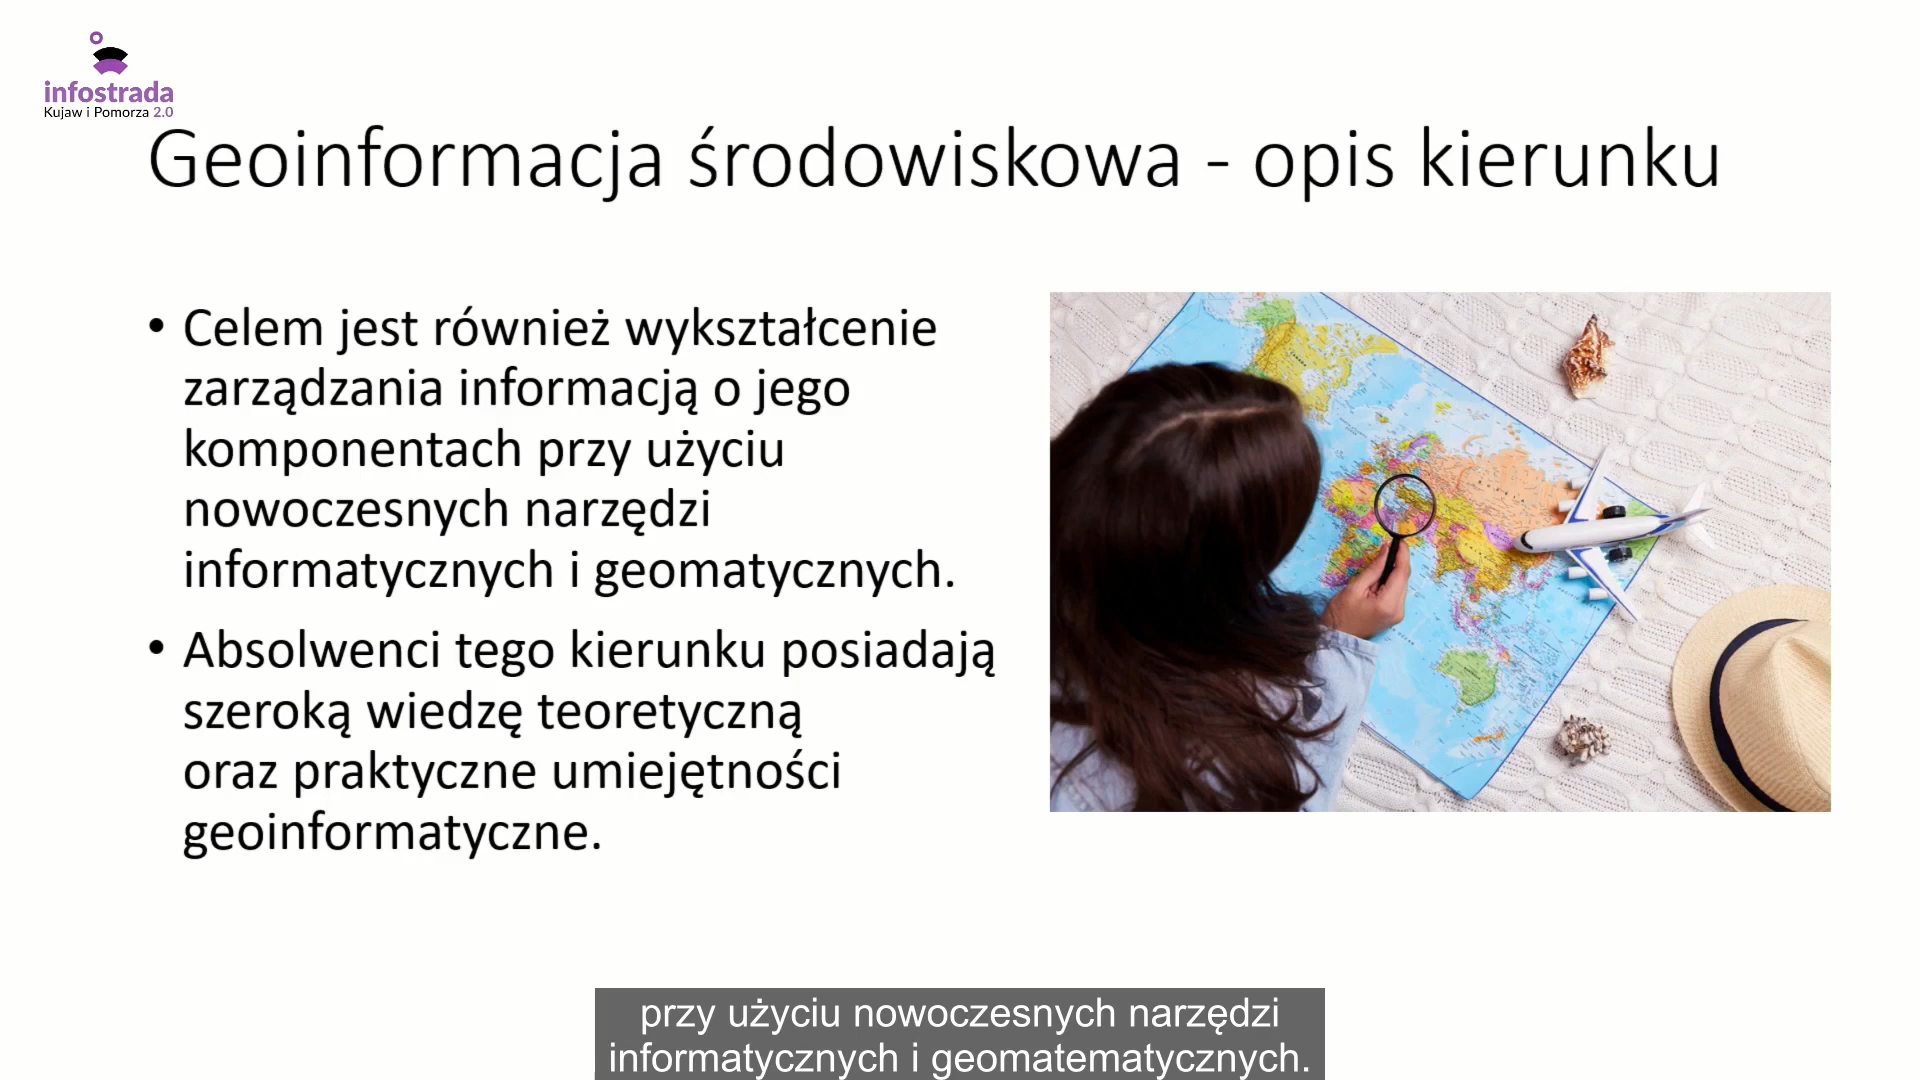 infostrada
Kujaw i Pomorza 2.0
Geoinformacja środowiskowa - opis kierunku
• Celem jest również wykształcenie
zarządzania informacją o jego
komponentach przy użyciu
nowoczesnych narzędzi
informatycznych i geomatycznych.
• Absolwenci tego kierunku posiadają
szeroką wiedzę teoretyczną
oraz praktyczne umiejętności
geoinformatyczne.
przy użyciu nowoczesnych narzędzi
informatycznych i geomatematycznych.